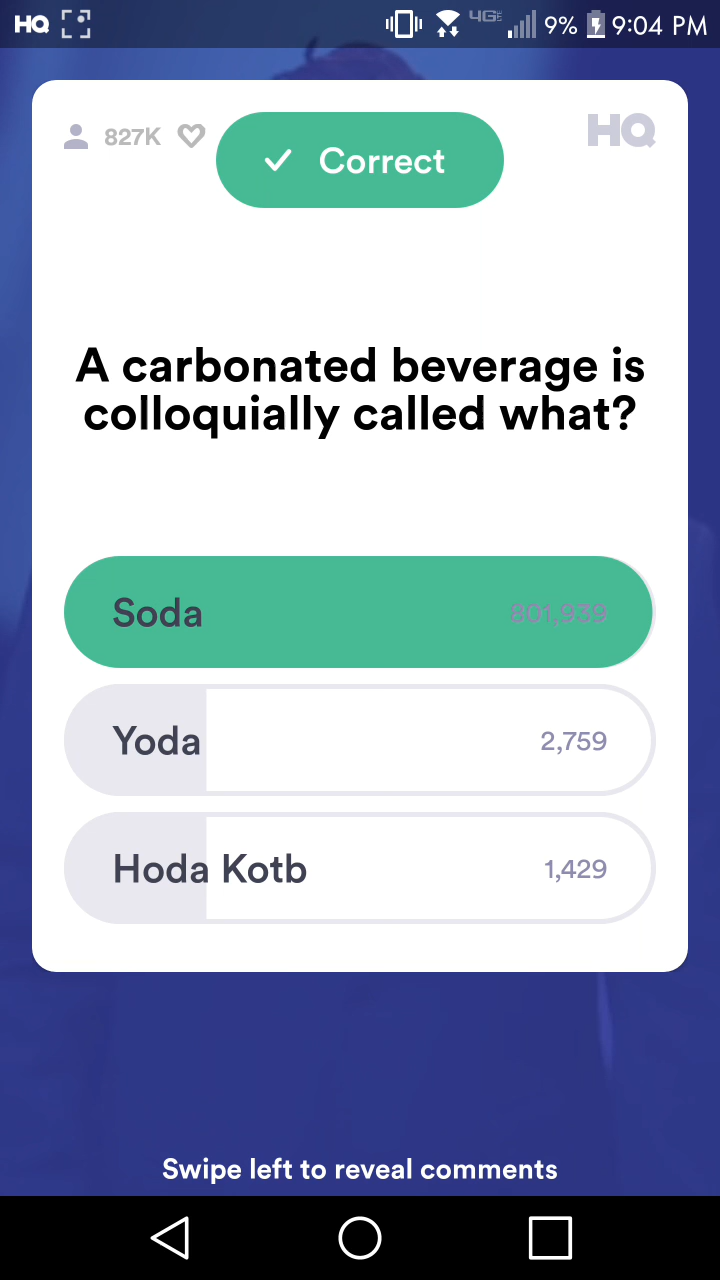 HQ 4G 9% 9:04 PM
827K Correct HQ
A carbonated beverage is
colloquially called what?
Soda 801,939
Yoda 2,759
Hoda Kotb 1,429
Swipe left to reveal comments